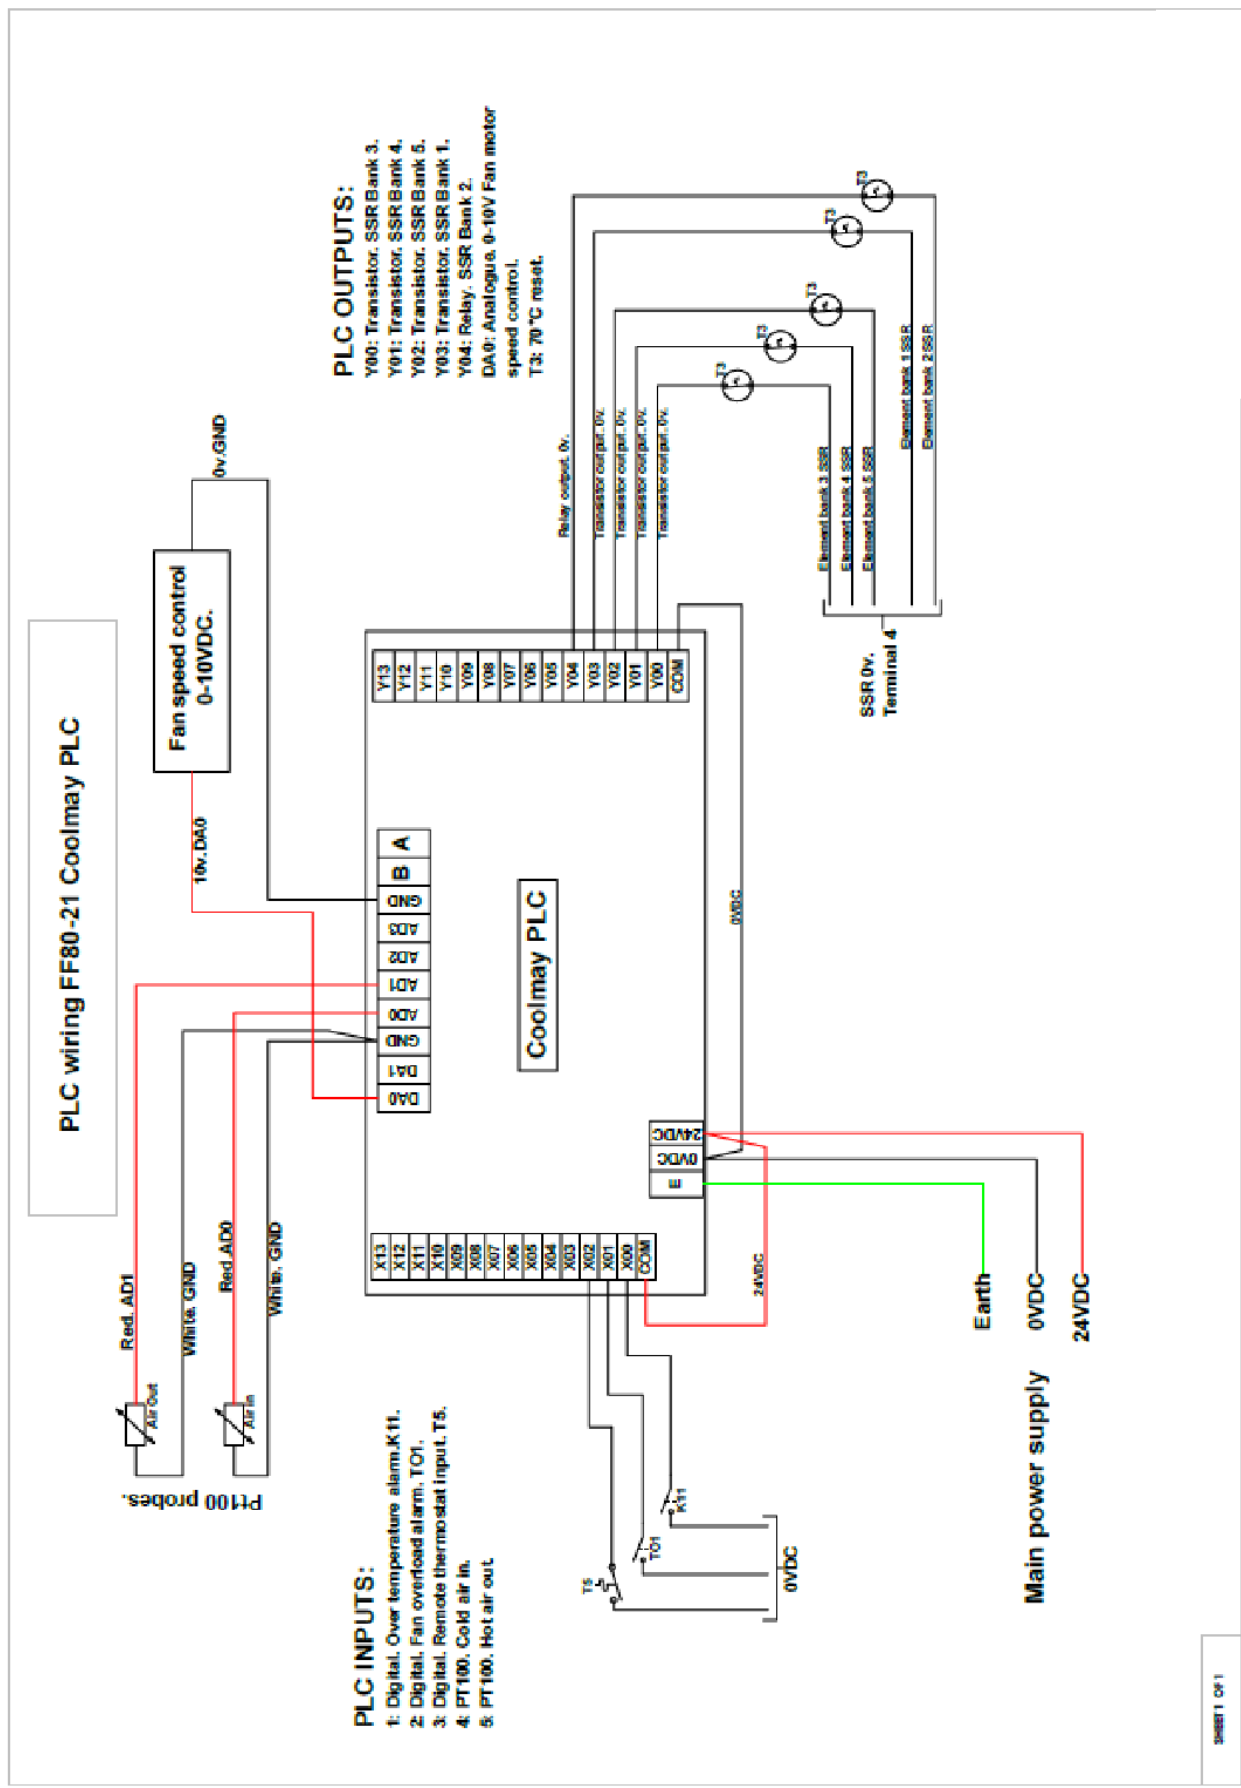 PLC wiring FF80-21 Coolmay PLC
Pt100 probes.
Air Out
Air In
Red. AD1
White. GND
Red AD0
White. GND
10v. DA0
Fan speed control
0-10VDC.
0v. GND
PLC INPUTS:
1: Digital. Over temperature alarm. K11.
2: Digital. Fan overload alarm. TO1.
3: Digital. Remote thermostat input. T5.
4: PT100. Cold air in.
5: PT100. Hot air out.
PLC OUTPUTS:
Y00: Transistor. SSR Bank 3.
Y01: Transistor. SSR Bank 4.
Y02: Transistor. SSR Bank 5.
Y03: Transistor. SSR Bank 1.
Y04: Relay. SSR Bank 2.
DA0: Analogue. 0-10V Fan motor
speed control.
T3: 70°C reset.
DA0
DA1
GND
AD0
AD1
AD2
AD3
GND
B
A
X13
X12
X11
X10
X09
X08
X07
X06
X05
X04
X03
X02
X01
X00
COM
Coolmay PLC
Y13
Y12
Y11
Y10
Y09
Y08
Y07
Y06
Y05
Y04
Y03
Y02
Y01
Y00
COM
E
0VDC
24VDC
24VDC
0VDC
Relay output. 0v.
Transistor output. 0v.
Transistor output. 0v.
Transistor output. 0v.
Transistor output. 0v.
T3
T3
T3
T3
T3
Element bank 3 SSR
Element bank 4 SSR
Element bank 5 SSR
Element bank 1 SSR
Element bank 2 SSR
SSR 0v.
Terminal 4
T5
TO1
K11
0VDC
Main power supply
Earth
0VDC
24VDC
SHEET 1 OF 1